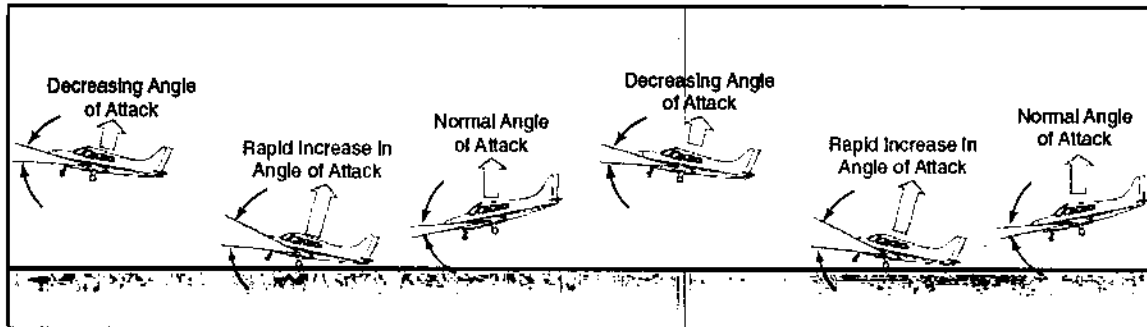 Decreasing Angle
of Attack
Rapid Increase In
Angle of Attack
Normal Angle
of Attack
Decreasing Angle
of Attack
Rapid Increase In
Angle of Attack
Normal Angle
of Attack